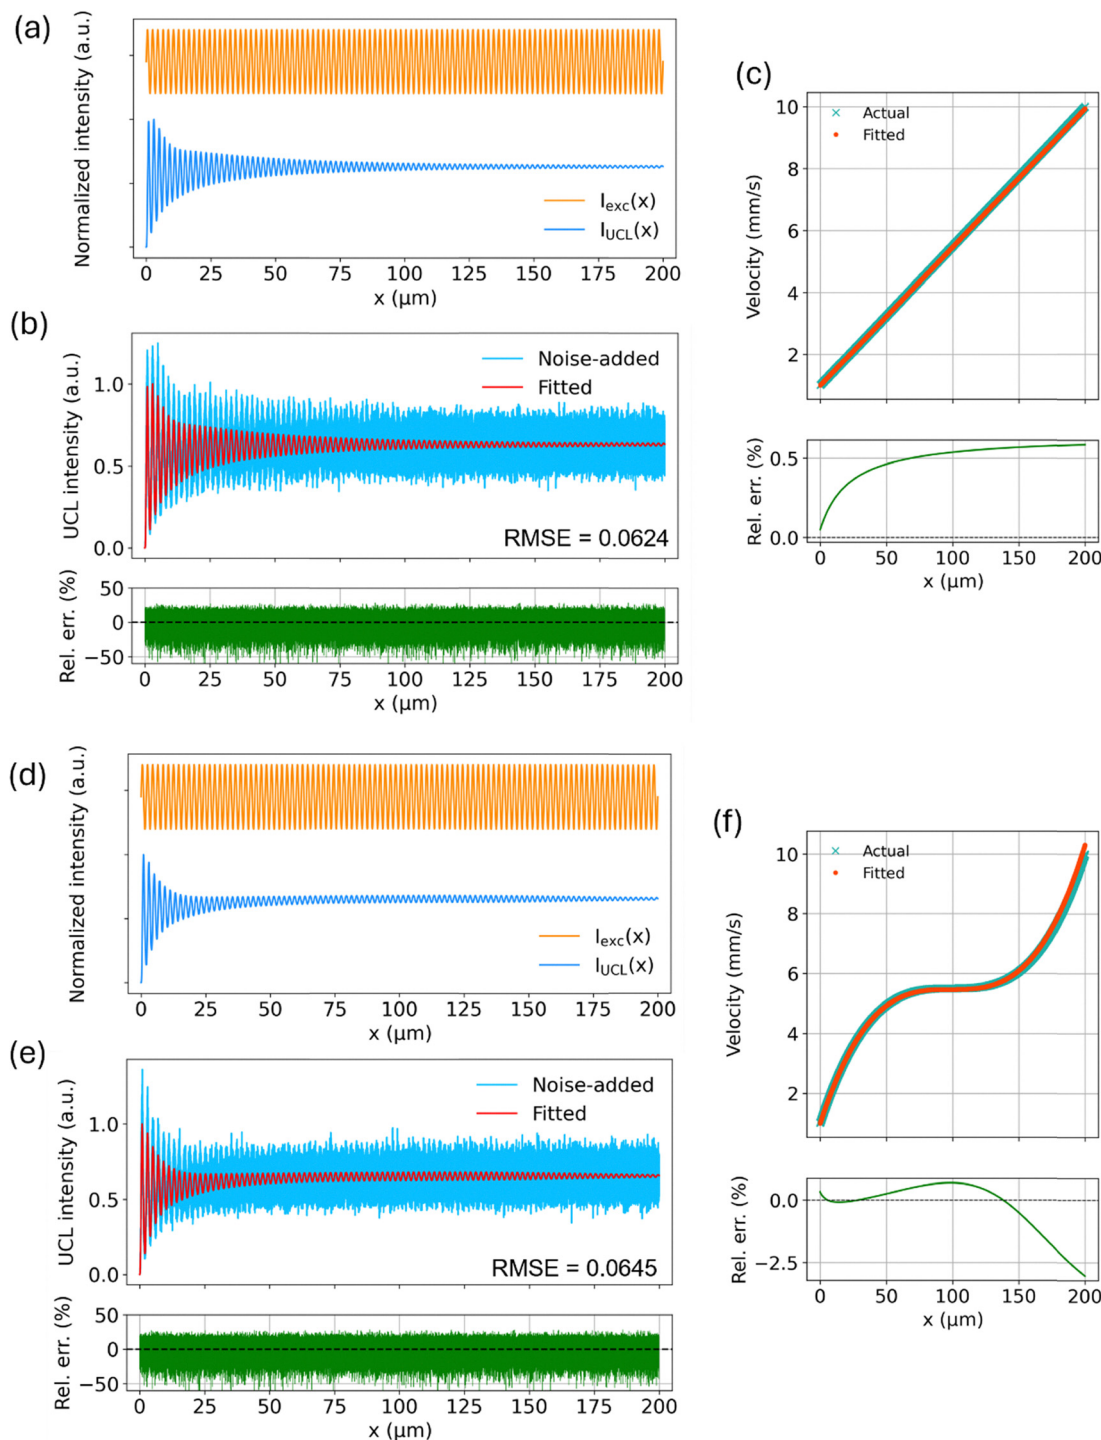 (a)
Normalized intensity (a.u.)
I_exc(x)
I_UCL(x)
0 25 50 75 100 125 150 175 200
x (μm)
(b)
UCL intensity (a.u.)
1.0
0.5
0.0
Noise-added
Fitted
RMSE = 0.0624
Rel. err. (%)
50
0
−50
0 25 50 75 100 125 150 175 200
x (μm)
(c)
Velocity (mm/s)
10
8
6
4
2
Actual
Fitted
Rel. err. (%)
0.5
0.0
0 50 100 150 200
x (μm)
(d)
Normalized intensity (a.u.)
I_exc(x)
I_UCL(x)
0 25 50 75 100 125 150 175 200
x (μm)
(e)
UCL intensity (a.u.)
1.0
0.5
0.0
Noise-added
Fitted
RMSE = 0.0645
Rel. err. (%)
50
0
−50
0 25 50 75 100 125 150 175 200
x (μm)
(f)
Velocity (mm/s)
10
8
6
4
2
Actual
Fitted
Rel. err. (%)
0.0
−2.5
0 50 100 150 200
x (μm)